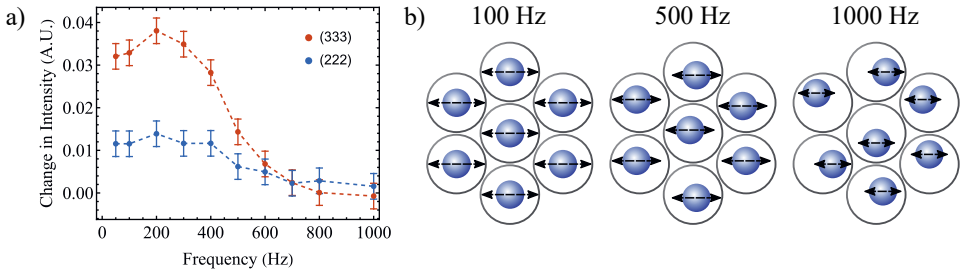 a)
Change in Intensity (A.U.)
0.04
0.03
0.02
0.01
0.00
(333)
(222)
0 200 400 600 800 1000
Frequency (Hz)
b)
100 Hz 500 Hz 1000 Hz